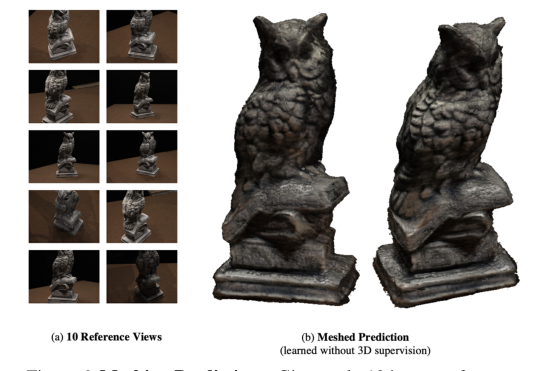 (a) 10 Reference Views
(b) Meshed Prediction
(learned without 3D supervision)